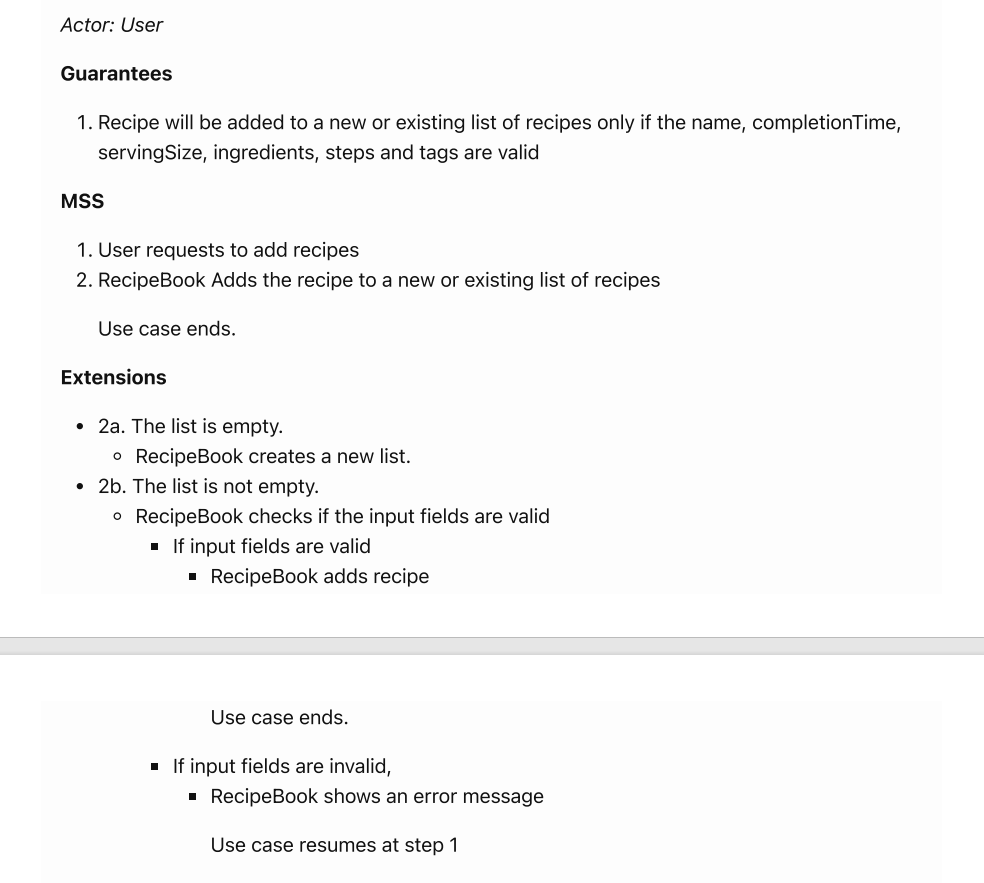 Actor: User
Guarantees
1. Recipe will be added to a new or existing list of recipes only if the name, completionTime,
servingSize, ingredients, steps and tags are valid
MSS
1. User requests to add recipes
2. RecipeBook Adds the recipe to a new or existing list of recipes
Use case ends.
Extensions
• 2a. The list is empty.
◦ RecipeBook creates a new list.
• 2b. The list is not empty.
◦ RecipeBook checks if the input fields are valid
▪ If input fields are valid
▪ RecipeBook adds recipe
Use case ends.
▪ If input fields are invalid,
▪ RecipeBook shows an error message
Use case resumes at step 1